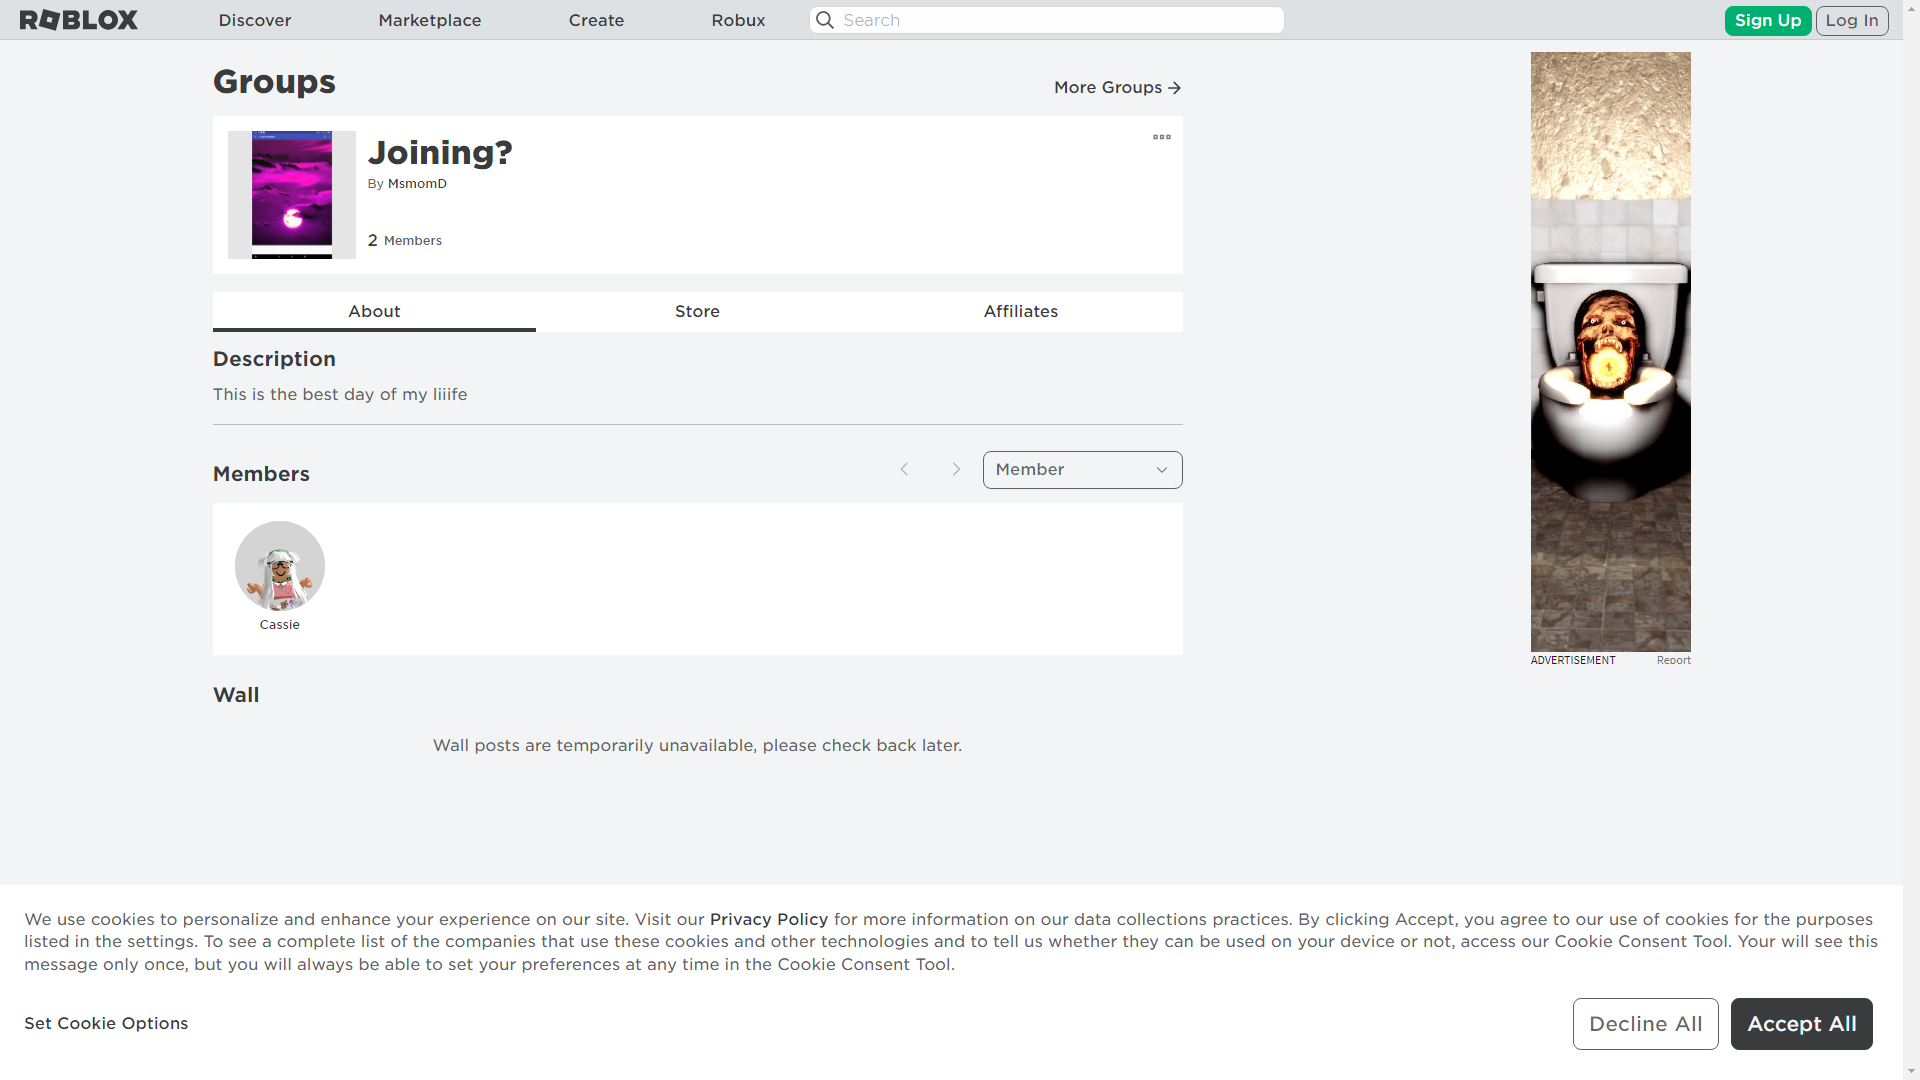 ROBLOX
Discover
Marketplace
Create
Robux
Search
Sign Up
Log In
Groups
More Groups
Joining?
By MsmomD
2 Members
About
Store
Affiliates
Description
This is the best day of my liiife
Members
Member
Cassie
ADVERTISEMENT
Report
Wall
Wall posts are temporarily unavailable, please check back later.
We use cookies to personalize and enhance your experience on our site. Visit our Privacy Policy for more information on our data collections practices. By clicking Accept, you agree to our use of cookies for the purposes
listed in the settings. To see a complete list of the companies that use these cookies and other technologies and to tell us whether they can be used on your device or not, access our Cookie Consent Tool. Your will see this
message only once, but you will always be able to set your preferences at any time in the Cookie Consent Tool.
Set Cookie Options
Decline All
Accept All